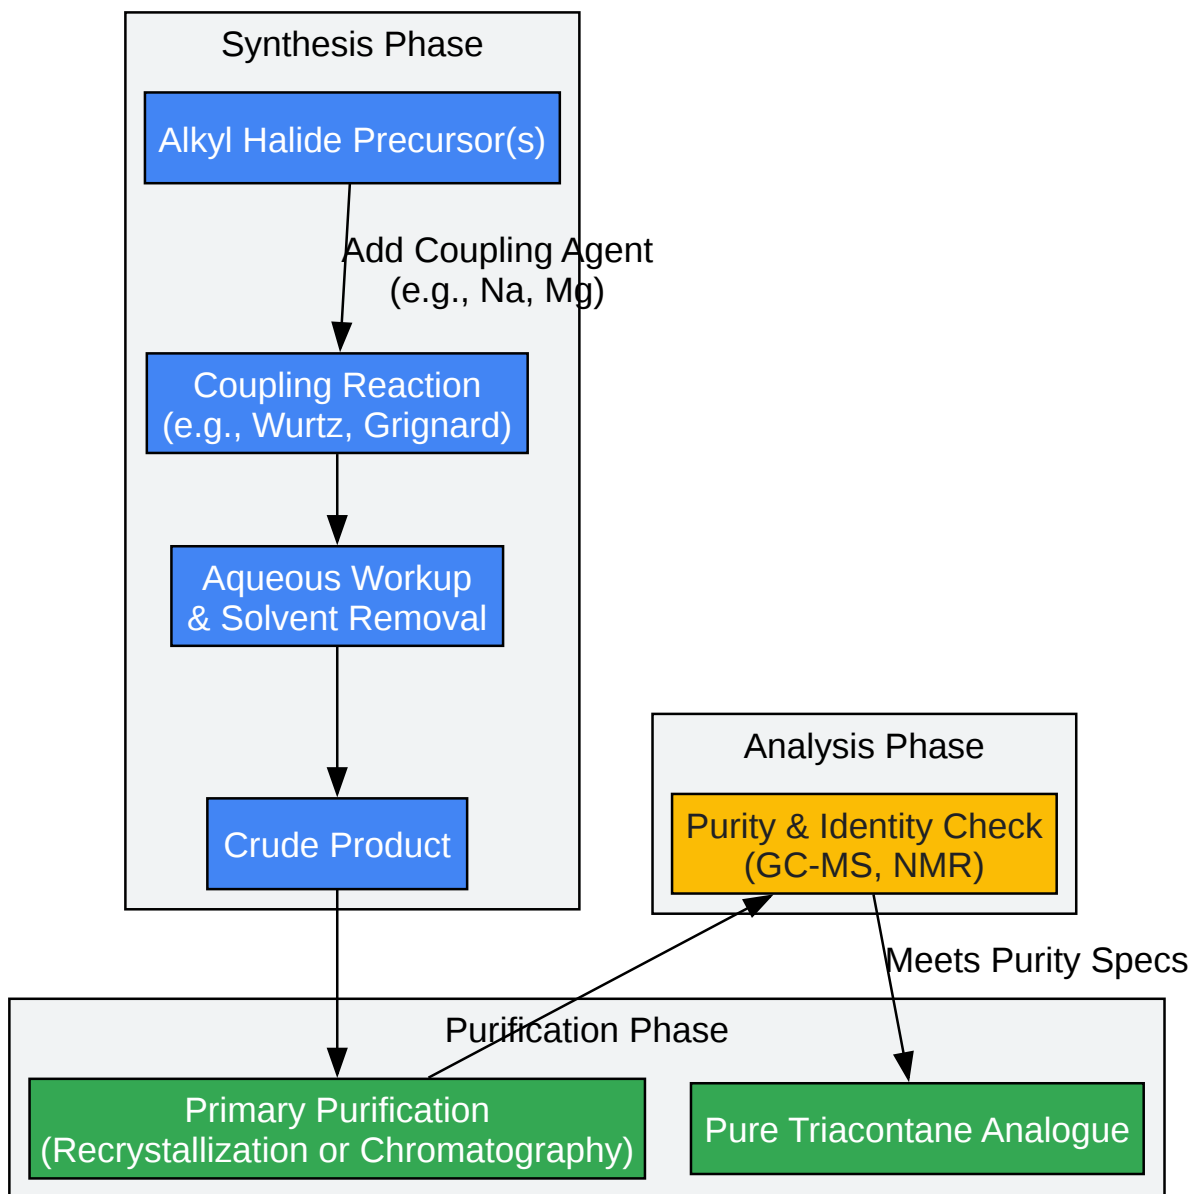 Synthesis Phase
Alkyl Halide Precursor(s)
Add Coupling Agent
(e.g., Na, Mg)
Coupling Reaction
(e.g., Wurtz, Grignard)
Aqueous Workup
& Solvent Removal
Crude Product
Analysis Phase
Purity & Identity Check
(GC-MS, NMR)
Meets Purity Specs
Purification Phase
Primary Purification
(Recrystallization or Chromatography)
Pure Triacontane Analogue